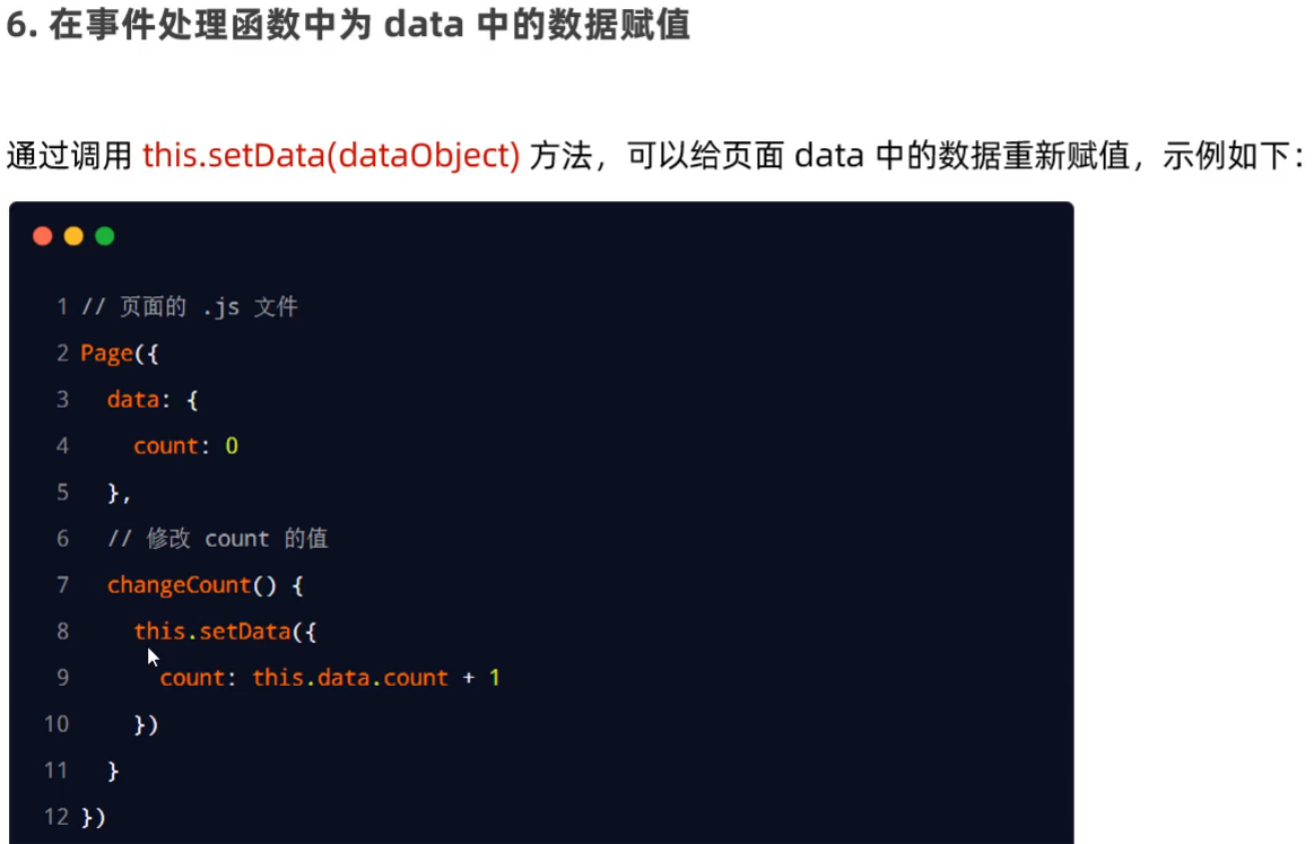 6. 在事件处理函数中为 data 中的数据赋值
通过调用 this.setData(dataObject) 方法，可以给页面 data 中的数据重新赋值，示例如下：
1 // 页面的 .js 文件
2 Page({
3   data: {
4     count: 0
5   },
6   // 修改 count 的值
7   changeCount() {
8     this.setData({
9       count: this.data.count + 1
10     })
11   }
12 })